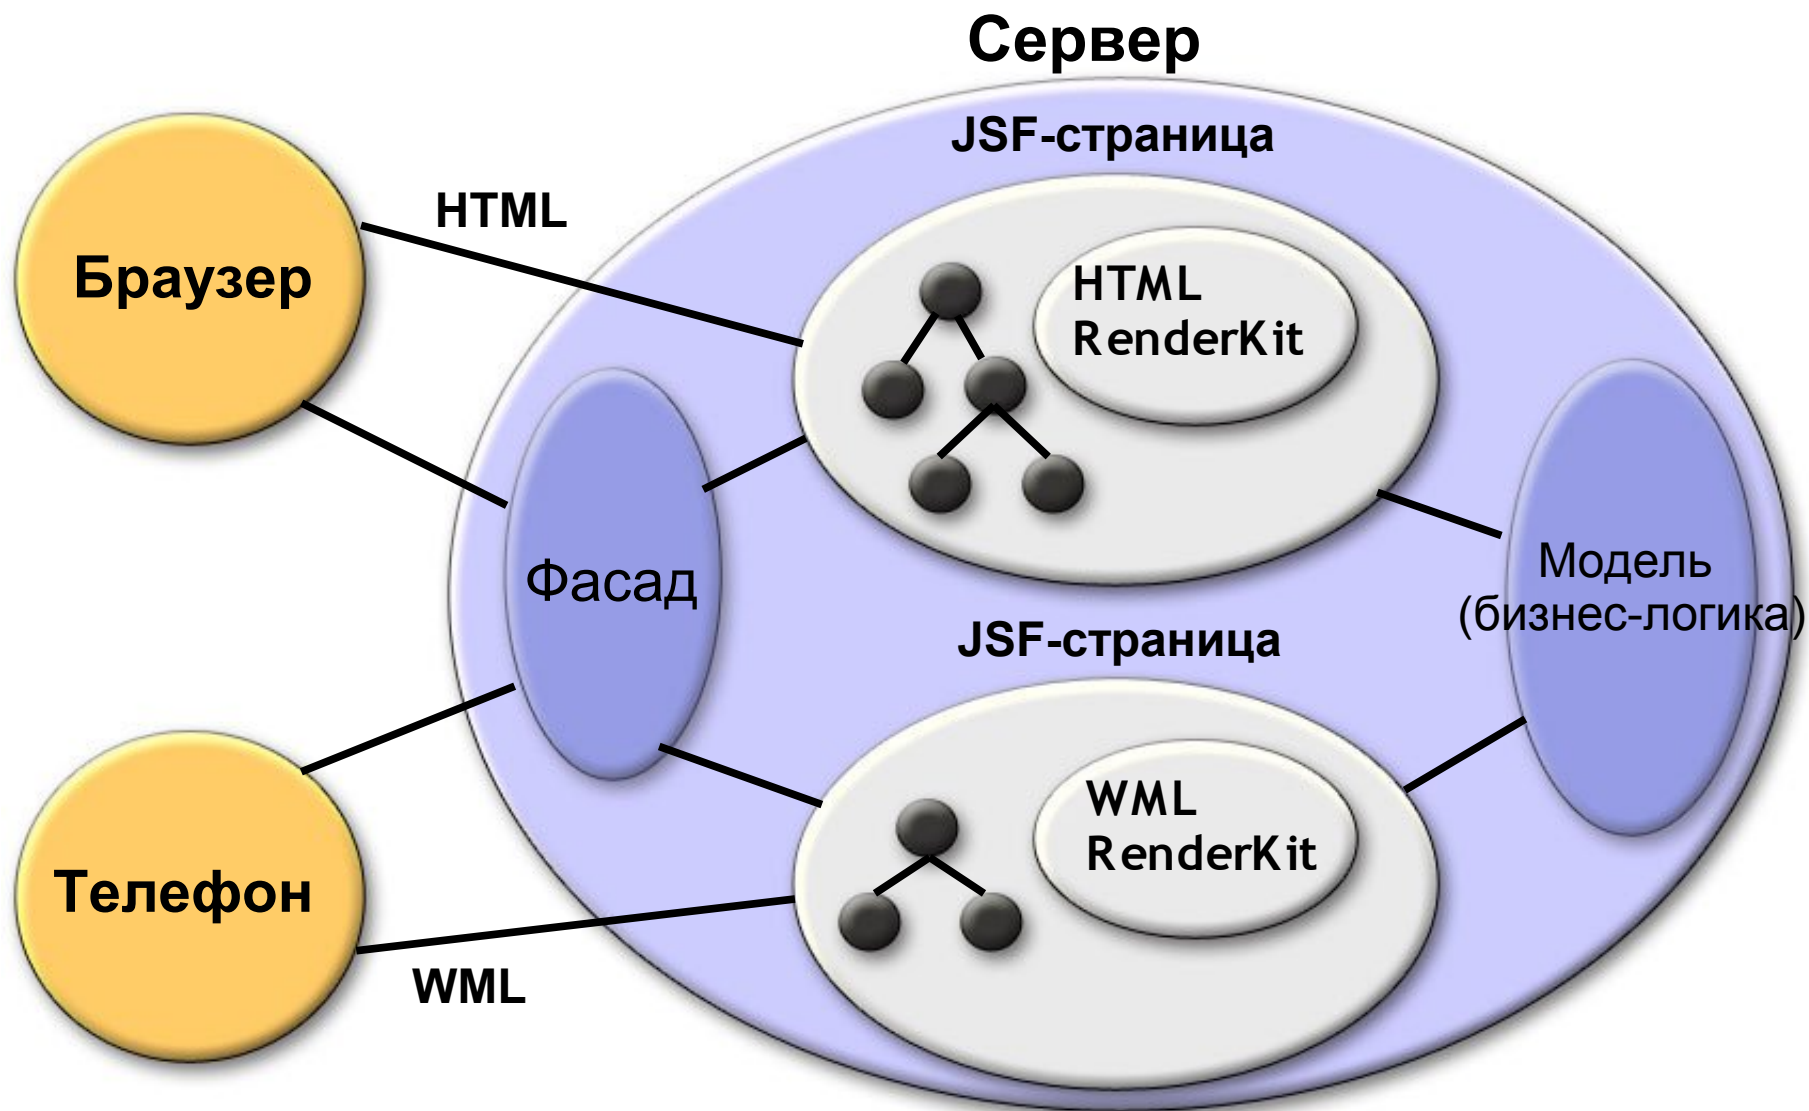 Сервер
JSF-страница
HTML
Браузер
HTML
RenderKit
Фасад
Модель
(бизнес-логика)
JSF-страница
WML
RenderKit
Телефон
WML